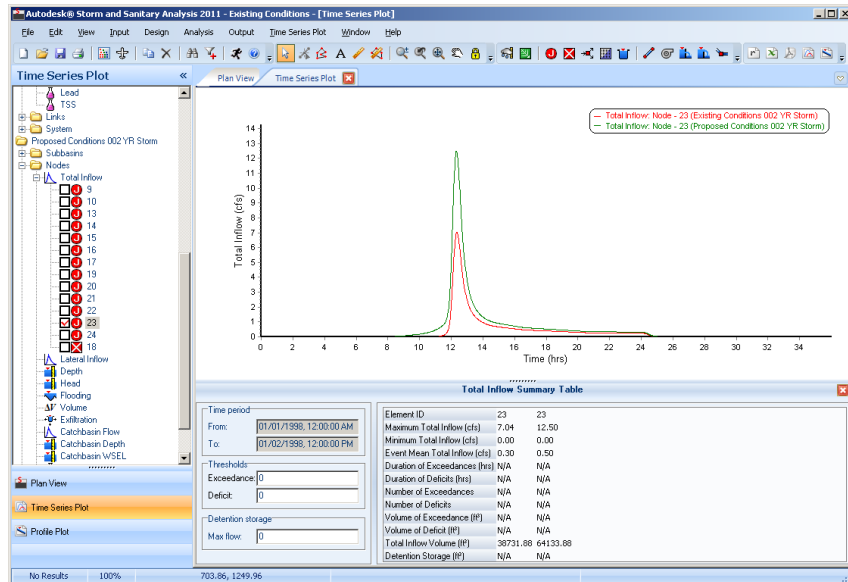 Autodesk® Storm and Sanitary Analysis 2011 - Existing Conditions - [Time Series Plot]
File Edit View Input Design Analysis Output Time Series Plot Window Help
Time Series Plot «
Plan View Time Series Plot
Lead
TSS
Links
System
Proposed Conditions 002 YR Storm
Subbasins
Nodes
Total Inflow
9
10
13
14
15
16
17
19
20
21
22
23
24
18
Lateral Inflow
Depth
Head
Flooding
ΔV Volume
Exfiltration
Catchbasin Flow
Catchbasin Depth
Catchbasin WSEL
Plan View
Time Series Plot
Profile Plot
Total Inflow: Node - 23 (Existing Conditions 002 YR Storm)
Total Inflow: Node - 23 (Proposed Conditions 002 YR Storm)
Total Inflow (cfs)
14
13
12
11
10
9
8
7
6
5
4
3
2
1
0
0 2 4 6 8 10 12 14 16 18 20 22 24 26 28 30 32 34
Time (hrs)
Total Inflow Summary Table
Time period
From: 01/01/1998, 12:00:00 AM
To: 01/02/1998, 12:00:00 PM
Thresholds
Exceedance: 0
Deficit: 0
Detention storage
Max flow: 0
Element ID 23 23
Maximum Total Inflow (cfs) 7.04 12.50
Minimum Total Inflow (cfs) 0.00 0.00
Event Mean Total Inflow (cfs) 0.30 0.50
Duration of Exceedances (hrs) N/A N/A
Duration of Deficits (hrs) N/A N/A
Number of Exceedances N/A N/A
Number of Deficits N/A N/A
Volume of Exceedance (ft³) N/A N/A
Volume of Deficit (ft³) N/A N/A
Total Inflow Volume (ft³) 38731.88 64133.88
Detention Storage (ft³) N/A N/A
No Results 100% 703.86, 1249.96